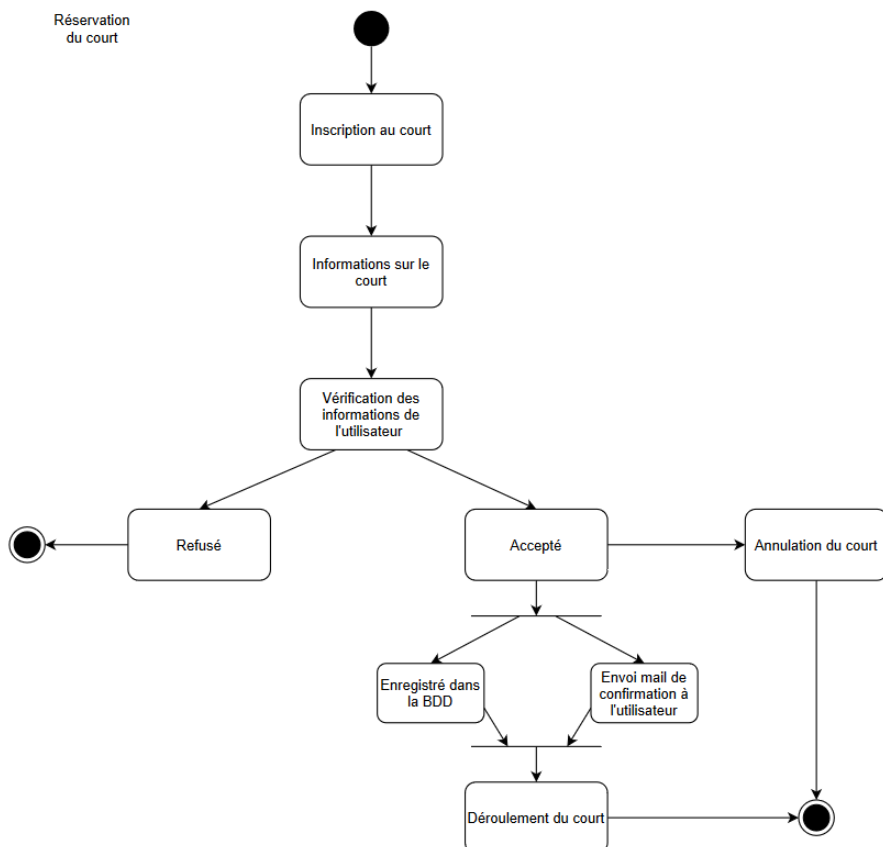 Réservation
du court
Inscription au court
Informations sur le
court
Vérification des
informations de
l'utilisateur
Refusé
Accepté
Annulation du court
Enregistré dans
la BDD
Envoi mail de
confirmation à
l'utilisateur
Déroulement du court